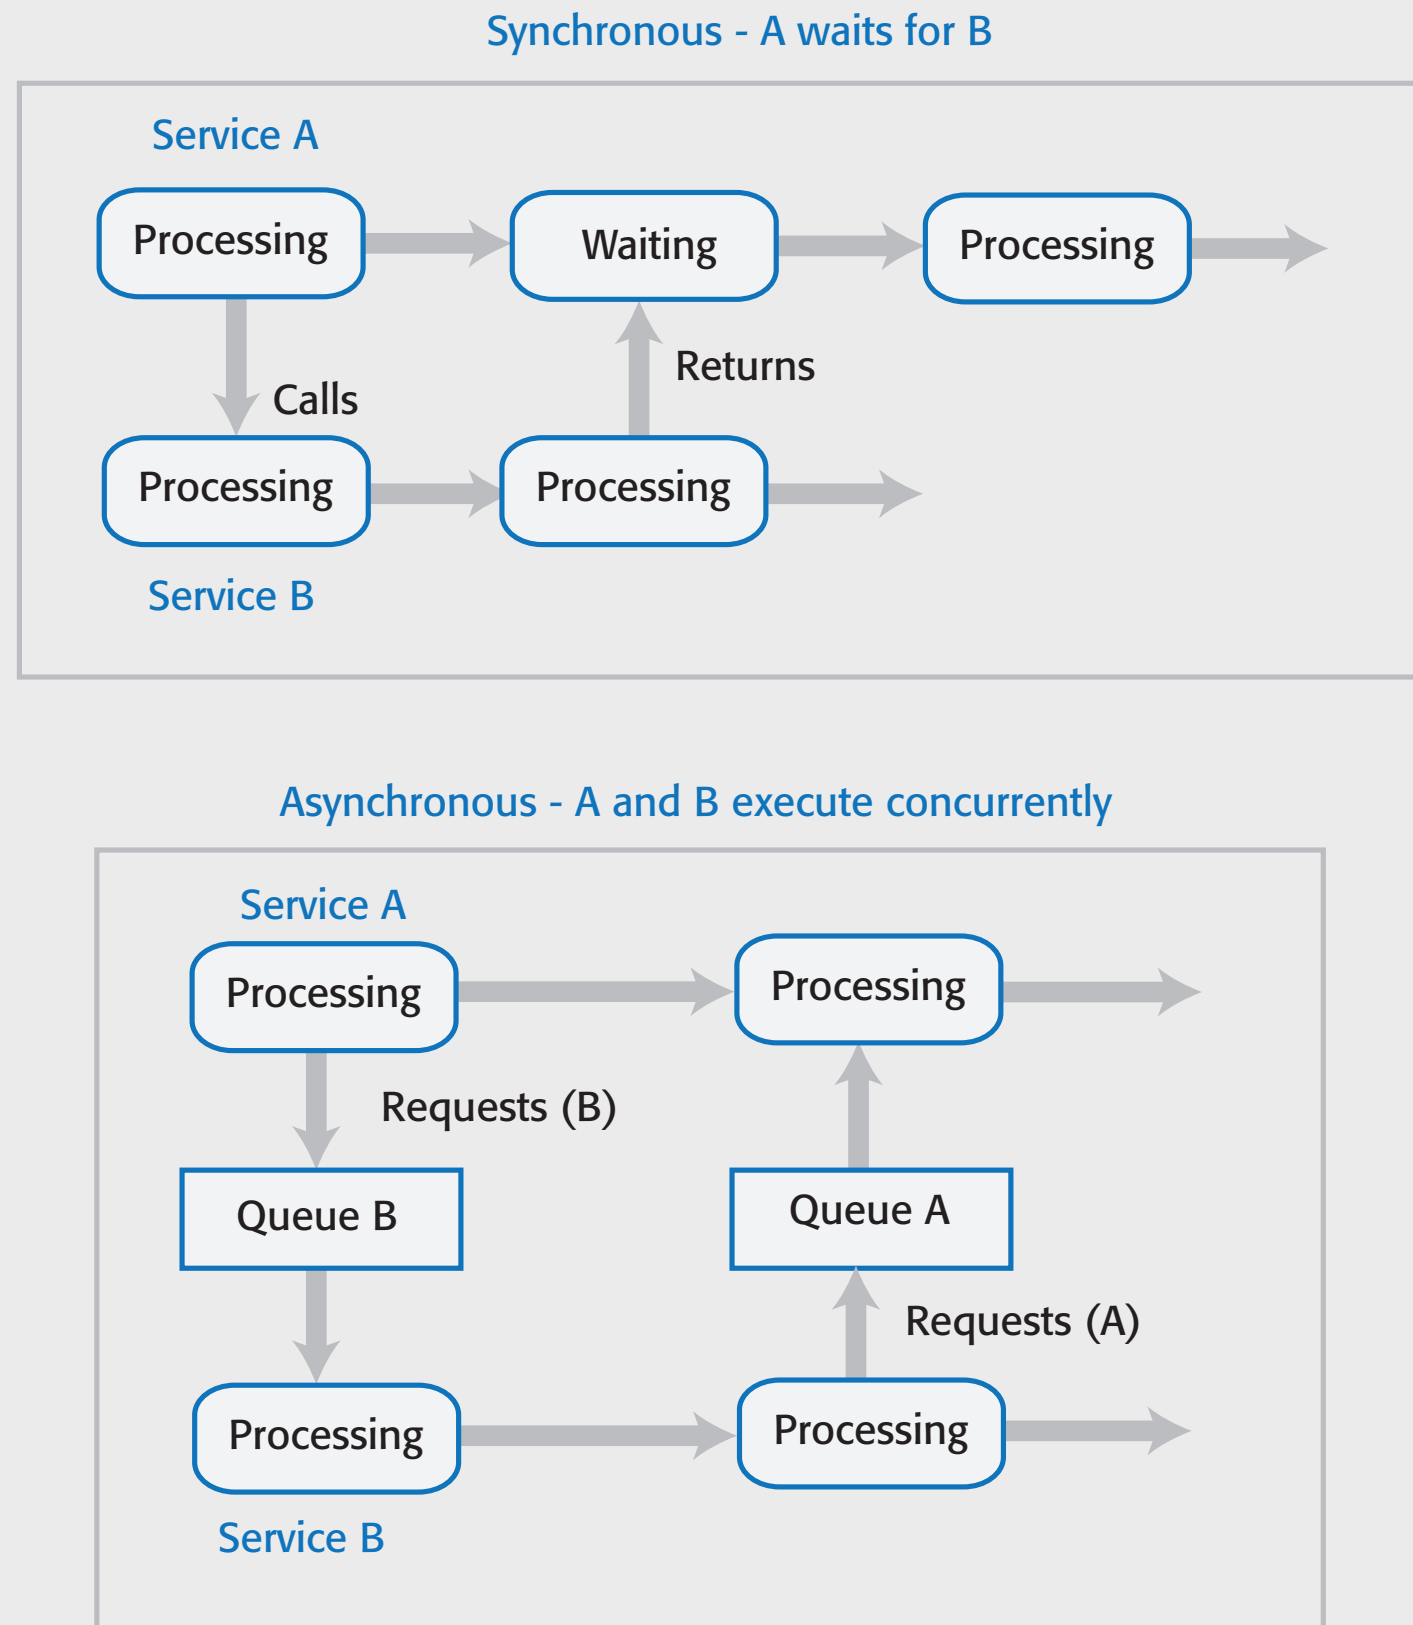 Synchronous - A waits for B
Service A
Processing
Waiting
Processing
Calls
Returns
Processing
Processing
Service B
Asynchronous - A and B execute concurrently
Service A
Processing
Processing
Requests (B)
Queue B
Queue A
Requests (A)
Processing
Processing
Service B